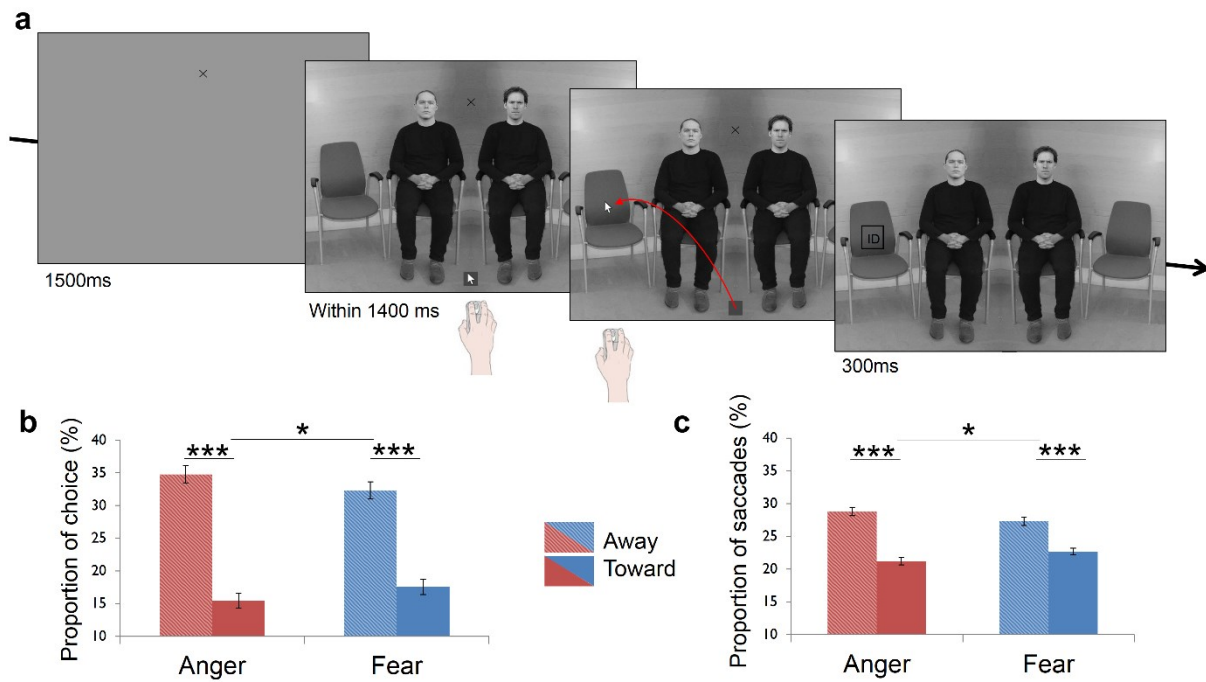 a
1500ms
Within 1400 ms
ID
300ms
b
Proportion of choice (%)
40
35
30
25
20
15
10
***
*
***
Anger
Fear
Away
Toward
c
Proportion of saccades (%)
40
35
30
25
20
15
10
***
*
***
Anger
Fear